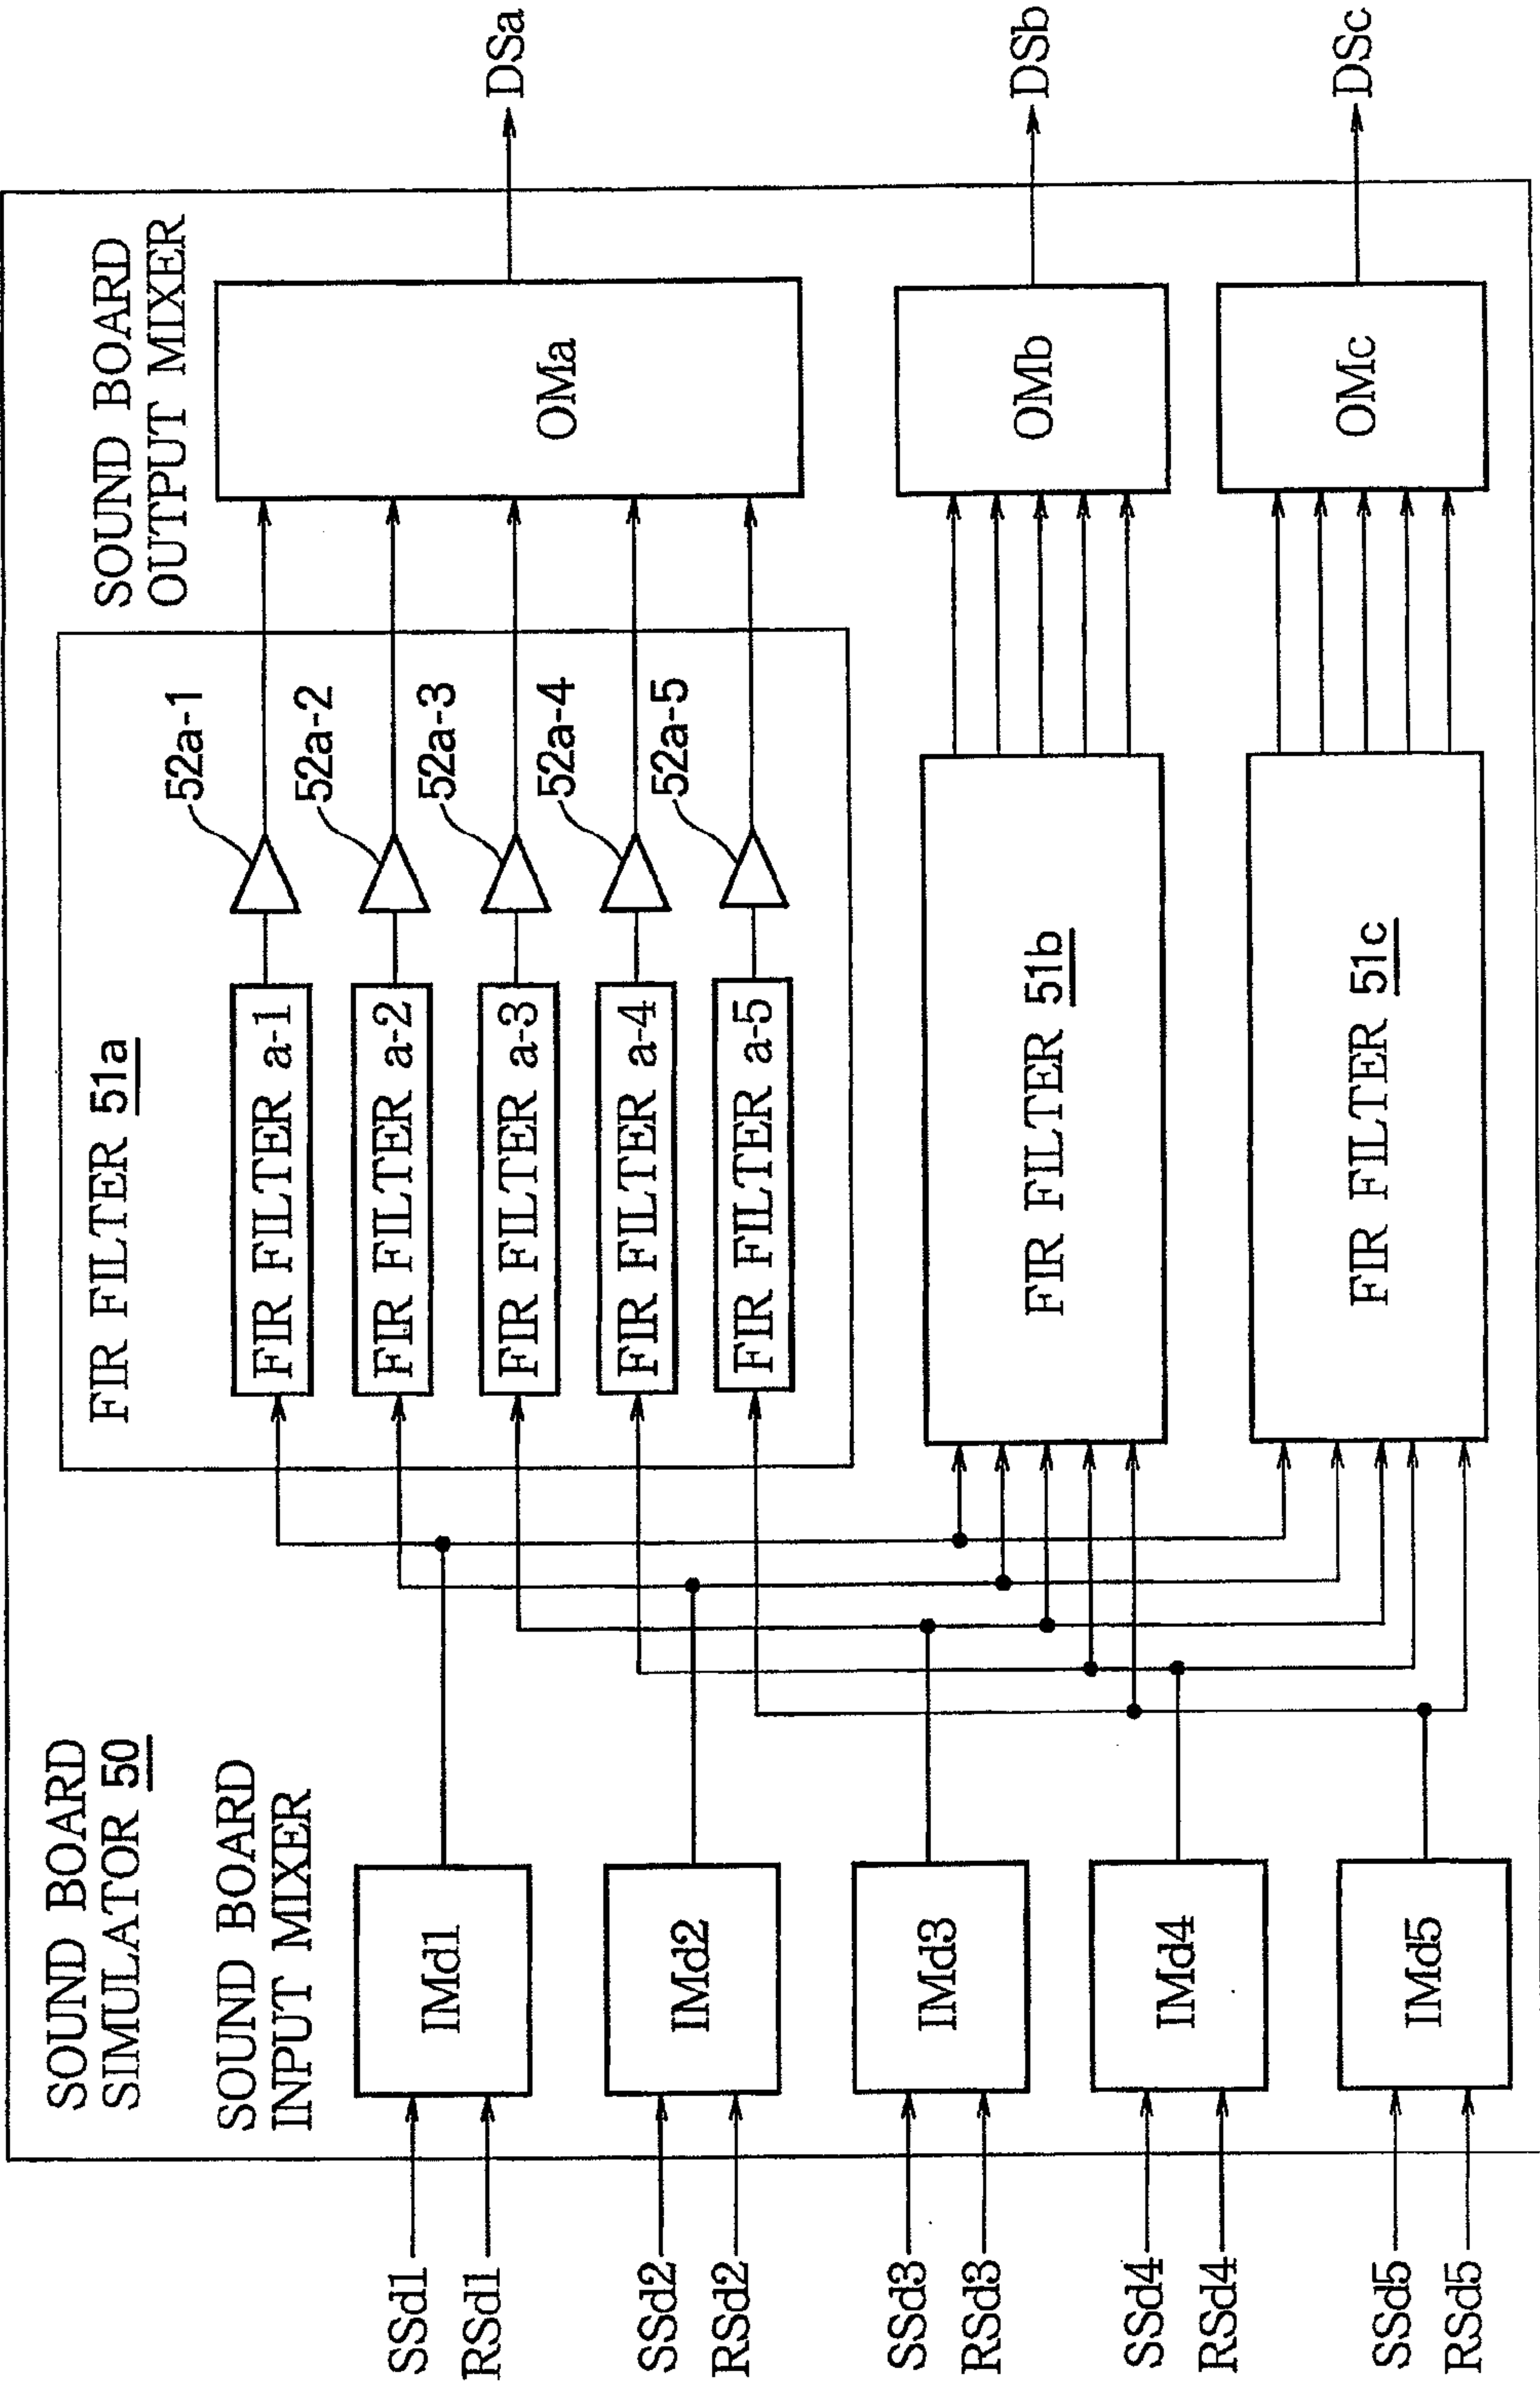 SOUND BOARD
SIMULATOR 50
SOUND BOARD
INPUT MIXER
SSd1
RSd1
IMd1
SSd2
RSd2
IMd2
SSd3
RSd3
IMd3
SSd4
RSd4
IMd4
SSd5
RSd5
IMd5
FIR FILTER 51a
FIR FILTER a-1
52a-1
FIR FILTER a-2
52a-2
FIR FILTER a-3
52a-3
FIR FILTER a-4
52a-4
FIR FILTER a-5
52a-5
FIR FILTER 51b
FIR FILTER 51c
SOUND BOARD
OUTPUT MIXER
OMa
DSa
OMb
DSb
OMc
DSc